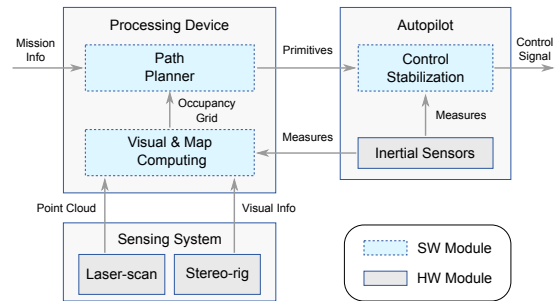 Processing Device
Autopilot
Mission
Info
Path
Planner
Primitives
Control
Stabilization
Control
Signal
Occupancy
Grid
Measures
Visual & Map
Computing
Measures
Inertial Sensors
Point Cloud
Visual Info
Sensing System
Laser-scan
Stereo-rig
SW Module
HW Module